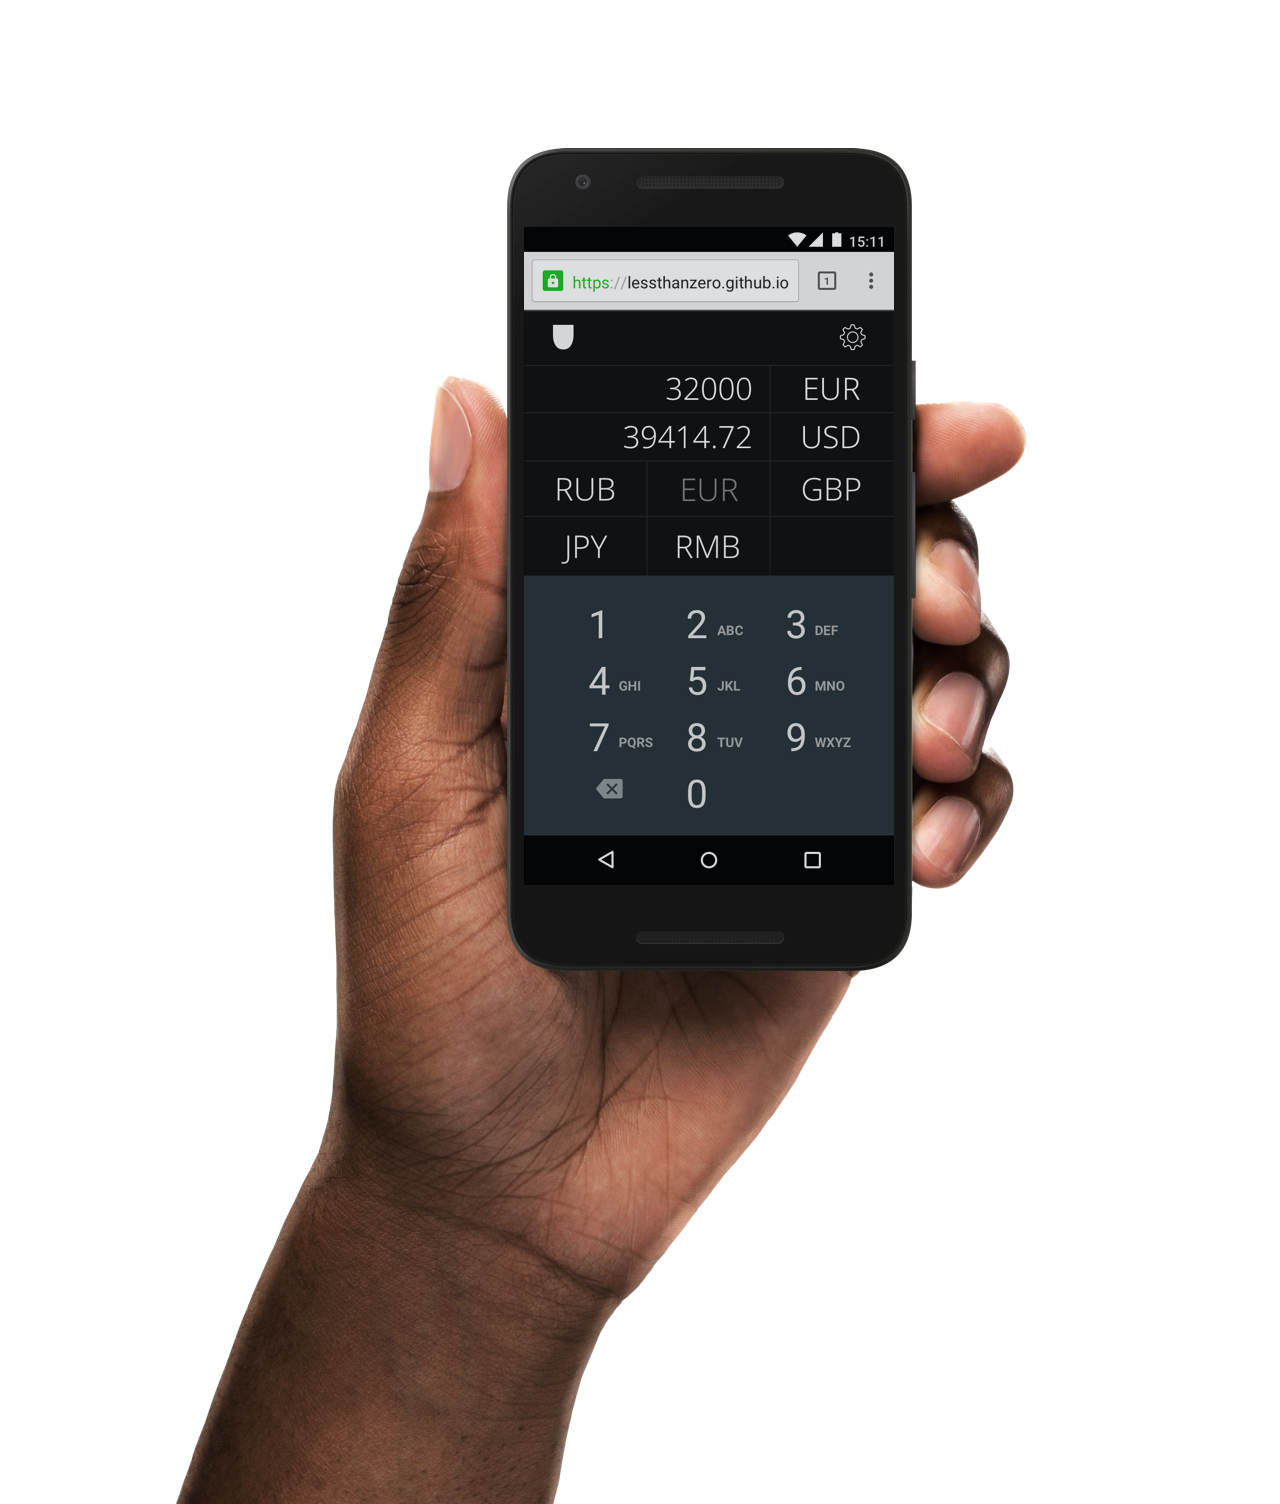 15:11
https://lessthanzero.github.io 1
32000 EUR
39414.72 USD
RUB EUR GBP
JPY RMB
1 2 ABC 3 DEF
4 GHI 5 JKL 6 MNO
7 PQRS 8 TUV 9 WXYZ
0